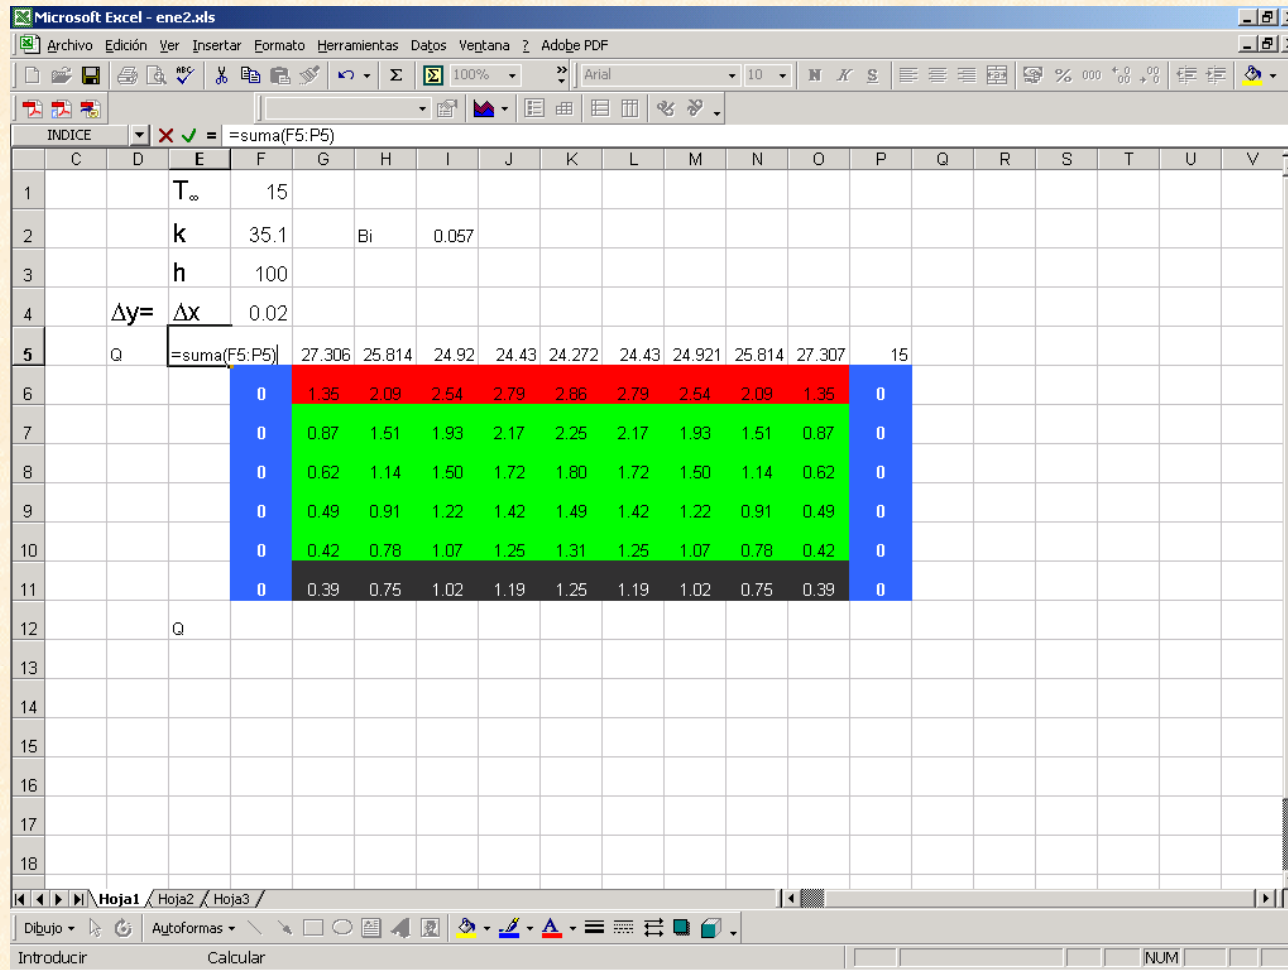 Microsoft Excel - ene2.xls
Archivo Edición Ver Insertar Formato Herramientas Datos Ventana ? Adobe PDF
100% Arial 10 N K S % 000
INDICE =suma(F5:P5)
C D E F G H I J K L M N O P Q R S T U V
1 T∞ 15
2 k 35.1 Bi 0.057
3 h 100
4 Δy= Δx 0.02
5 Q =suma(F5:P5) 27.306 25.814 24.92 24.43 24.272 24.43 24.921 25.814 27.307 15
6 0 1.35 2.09 2.54 2.79 2.86 2.79 2.54 2.09 1.35 0
7 0 0.87 1.51 1.93 2.17 2.25 2.17 1.93 1.51 0.87 0
8 0 0.62 1.14 1.50 1.72 1.80 1.72 1.50 1.14 0.62 0
9 0 0.49 0.91 1.22 1.42 1.49 1.42 1.22 0.91 0.49 0
10 0 0.42 0.78 1.07 1.25 1.31 1.25 1.07 0.78 0.42 0
11 0 0.39 0.75 1.02 1.19 1.25 1.19 1.02 0.75 0.39 0
12 Q
13
14
15
16
17
18
Hoja1 Hoja2 Hoja3
Dibujo Autoformas
Introducir Calcular NUM